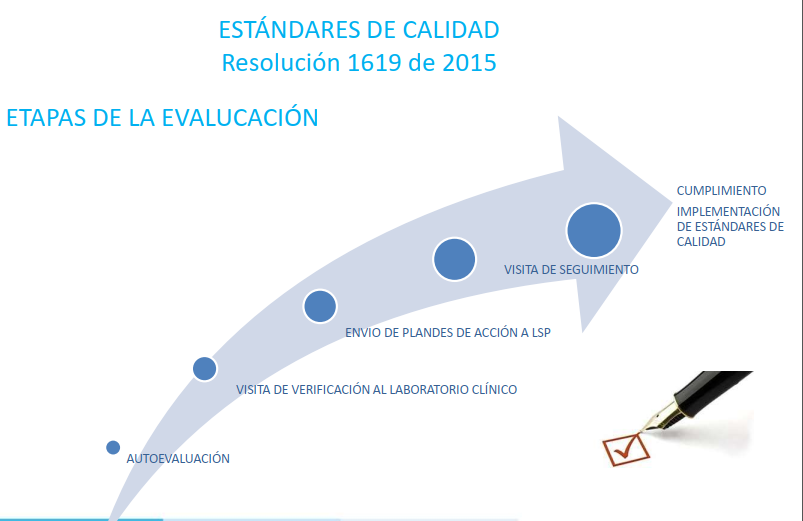 ESTÁNDARES DE CALIDAD
Resolución 1619 de 2015
ETAPAS DE LA EVALUCACIÓN
CUMPLIMIENTO
IMPLEMENTACIÓN
DE ESTÁNDARES DE
CALIDAD
VISITA DE SEGUIMIENTO
ENVIO DE PLANDES DE ACCIÓN A LSP
VISITA DE VERIFICACIÓN AL LABORATORIO CLÍNICO
AUTOEVALUACIÓN